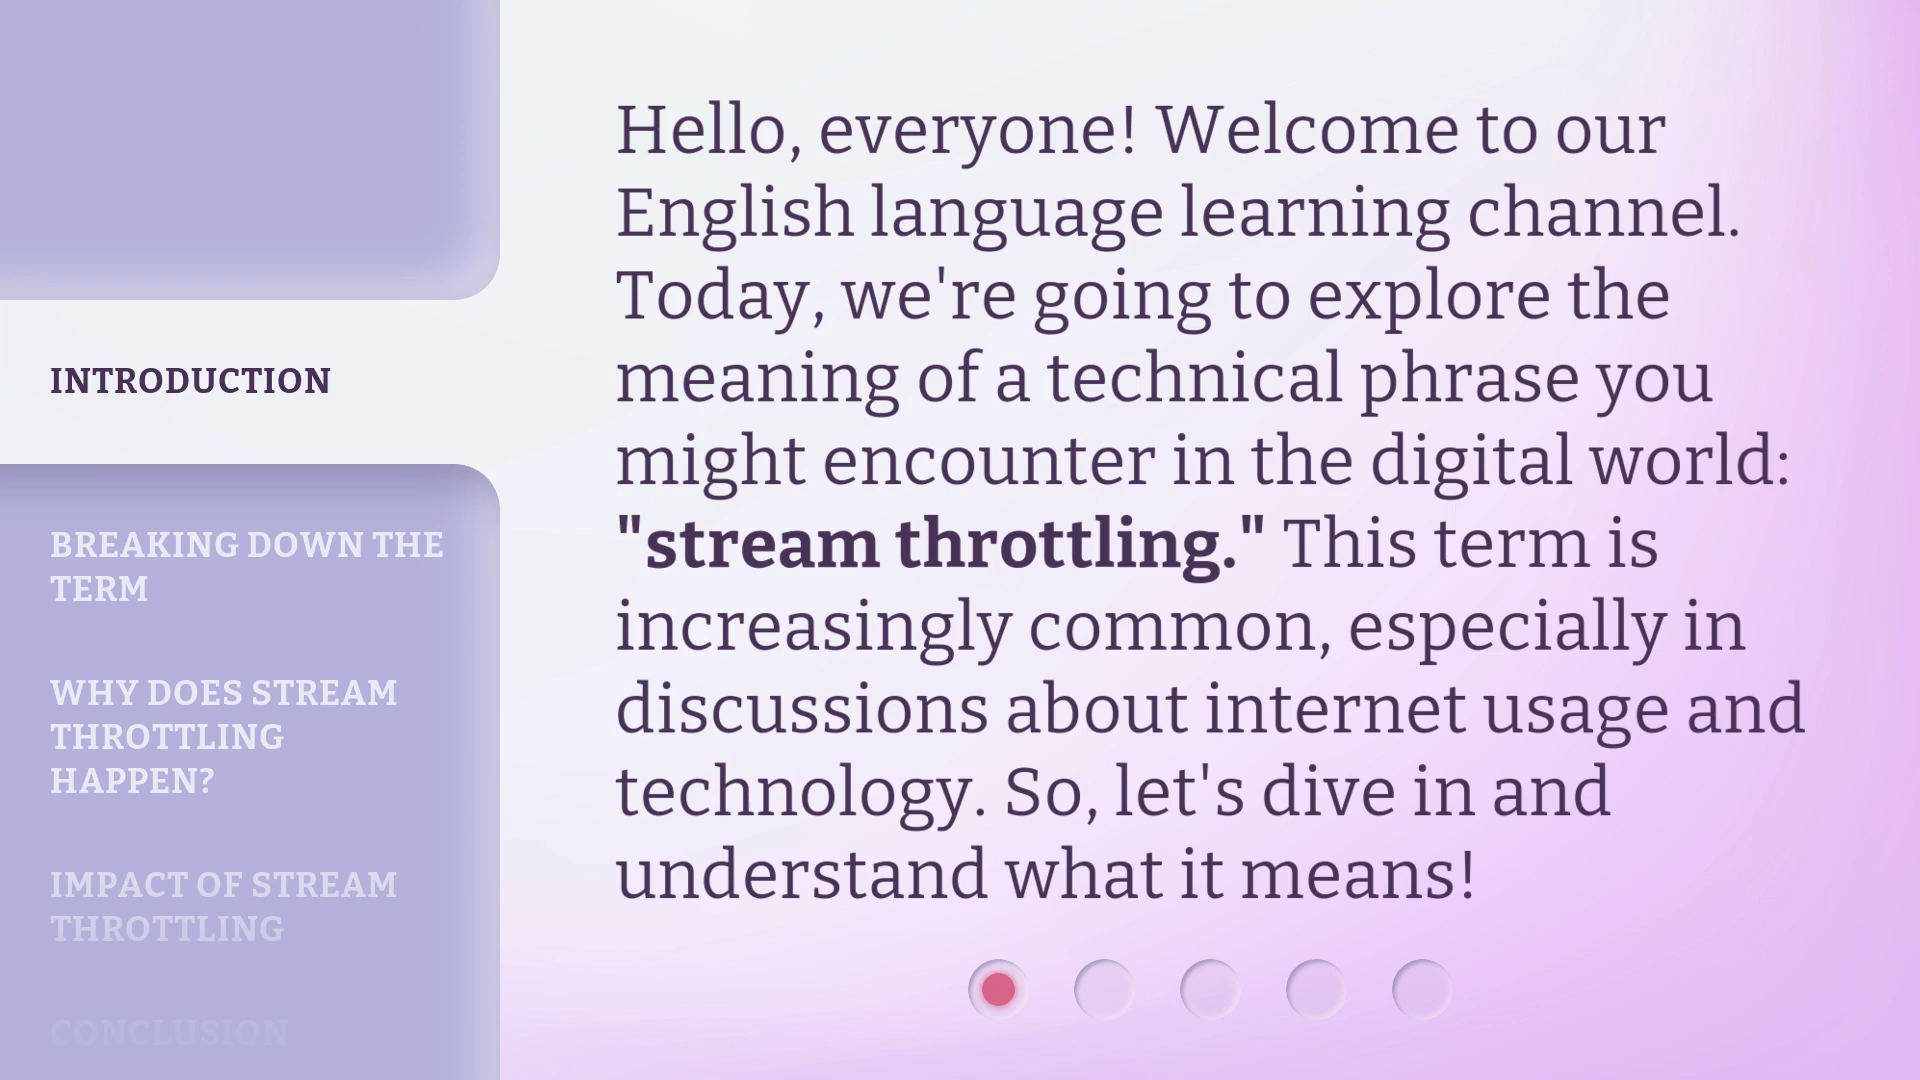 INTRODUCTION
BREAKING DOWN THE
TERM
WHY DOES STREAM
THROTTLING
HAPPEN?
IMPACT OF STREAM
THROTTLING
CONCLUSION
Hello, everyone! Welcome to our
English language learning channel.
Today, we're going to explore the
meaning of a technical phrase you
might encounter in the digital world:
"stream throttling." This term is
increasingly common, especially in
discussions about internet usage and
technology. So, let's dive in and
understand what it means!